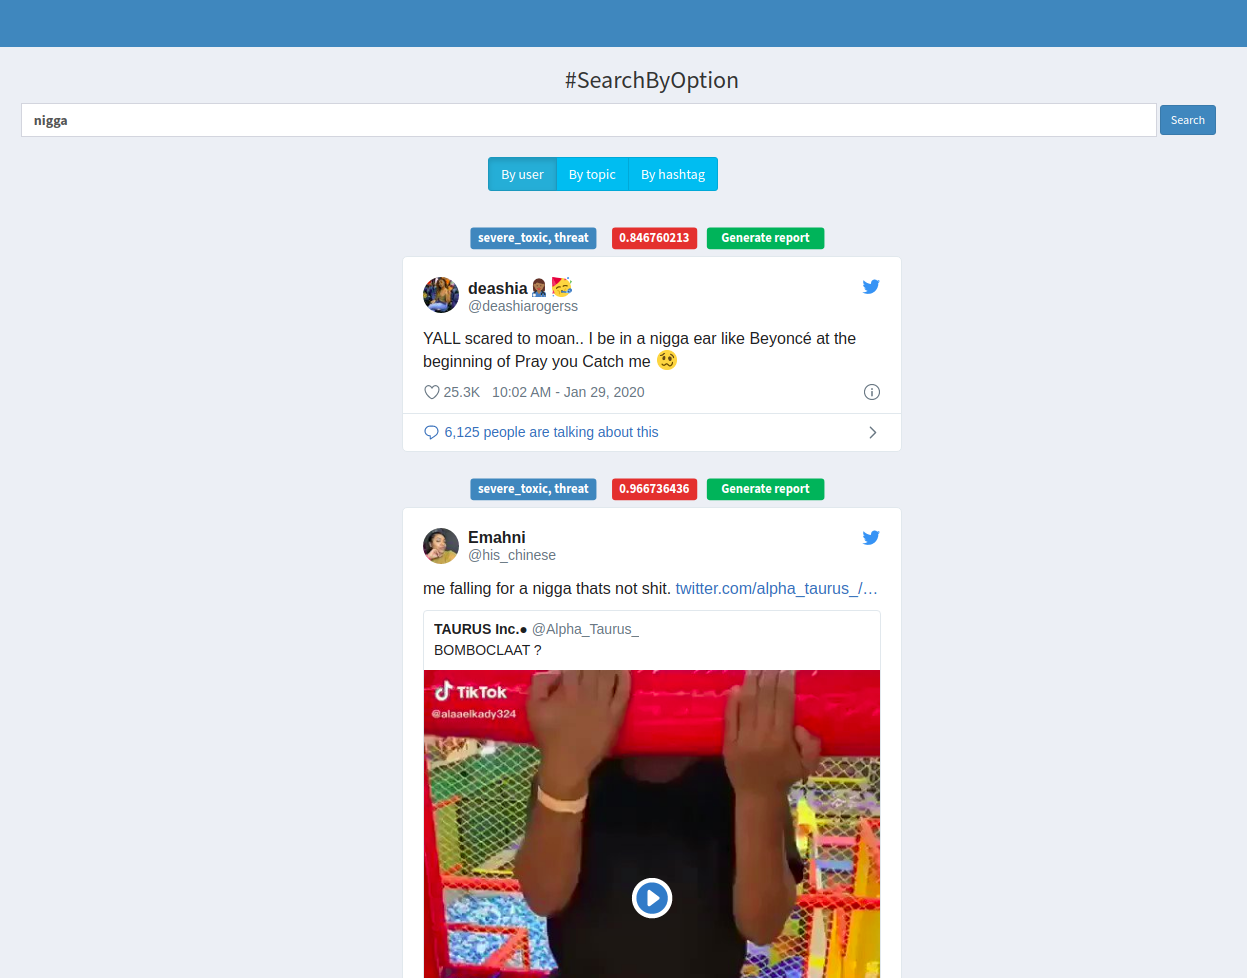 #SearchByOption
nigga
Search
By user By topic By hashtag
severe_toxic, threat 0.846760213 Generate report
deashia
@deashiarogerss
YALL scared to moan.. I be in a nigga ear like Beyoncé at the
beginning of Pray you Catch me
25.3K 10:02 AM - Jan 29, 2020
6,125 people are talking about this
severe_toxic, threat 0.966736436 Generate report
Emahni
@his_chinese
me falling for a nigga thats not shit. twitter.com/alpha_taurus_/…
TAURUS Inc.● @Alpha_Taurus_
BOMBOCLAAT ?
TikTok
@alaaelkady324